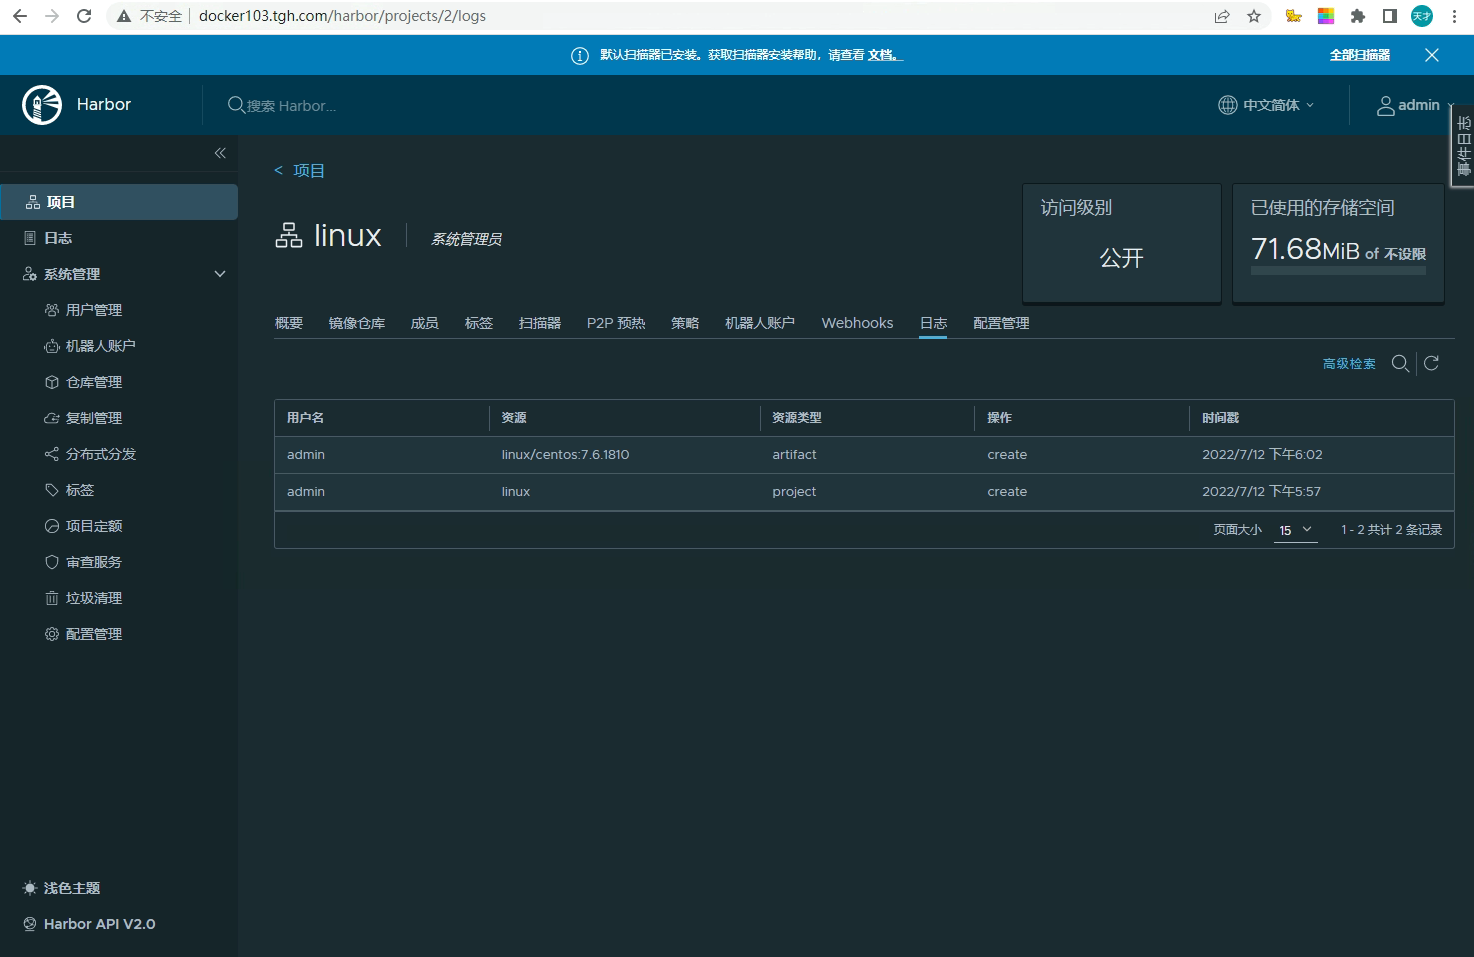 不安全 docker103.tgh.com/harbor/projects/2/logs 天才
默认扫描器已安装。获取扫描器安装帮助，请查看 文档。 全部扫描器
Harbor 搜索 Harbor... 中文简体 admin
事件日志
项目
日志
系统管理
用户管理
机器人账户
仓库管理
复制管理
分布式分发
标签
项目定额
审查服务
垃圾清理
配置管理
浅色主题
Harbor API V2.0
< 项目
linux 系统管理员
访问级别
公开
已使用的存储空间
71.68MiB of 不设限
概要 镜像仓库 成员 标签 扫描器 P2P 预热 策略 机器人账户 Webhooks 日志 配置管理
高级检索
用户名 资源 资源类型 操作 时间戳
admin linux/centos:7.6.1810 artifact create 2022/7/12 下午6:02
admin linux project create 2022/7/12 下午5:57
页面大小 15 1 - 2 共计 2 条记录